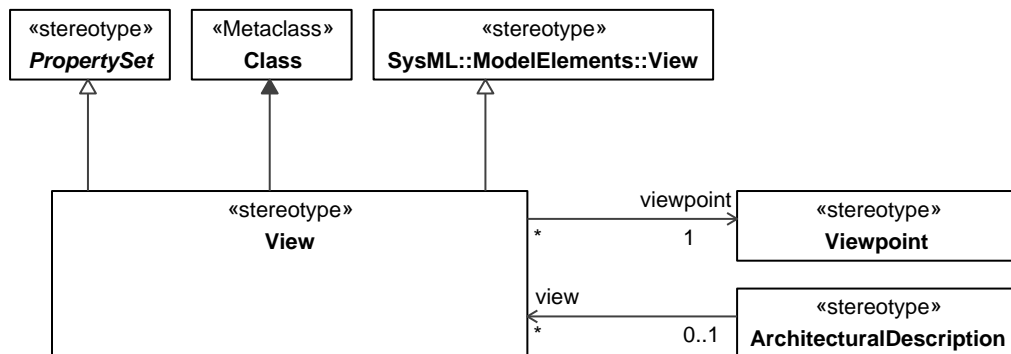 «stereotype»
PropertySet
«Metaclass»
Class
«stereotype»
SysML::ModelElements::View
«stereotype»
View
viewpoint
*
1
«stereotype»
Viewpoint
view
*
0..1
«stereotype»
ArchitecturalDescription